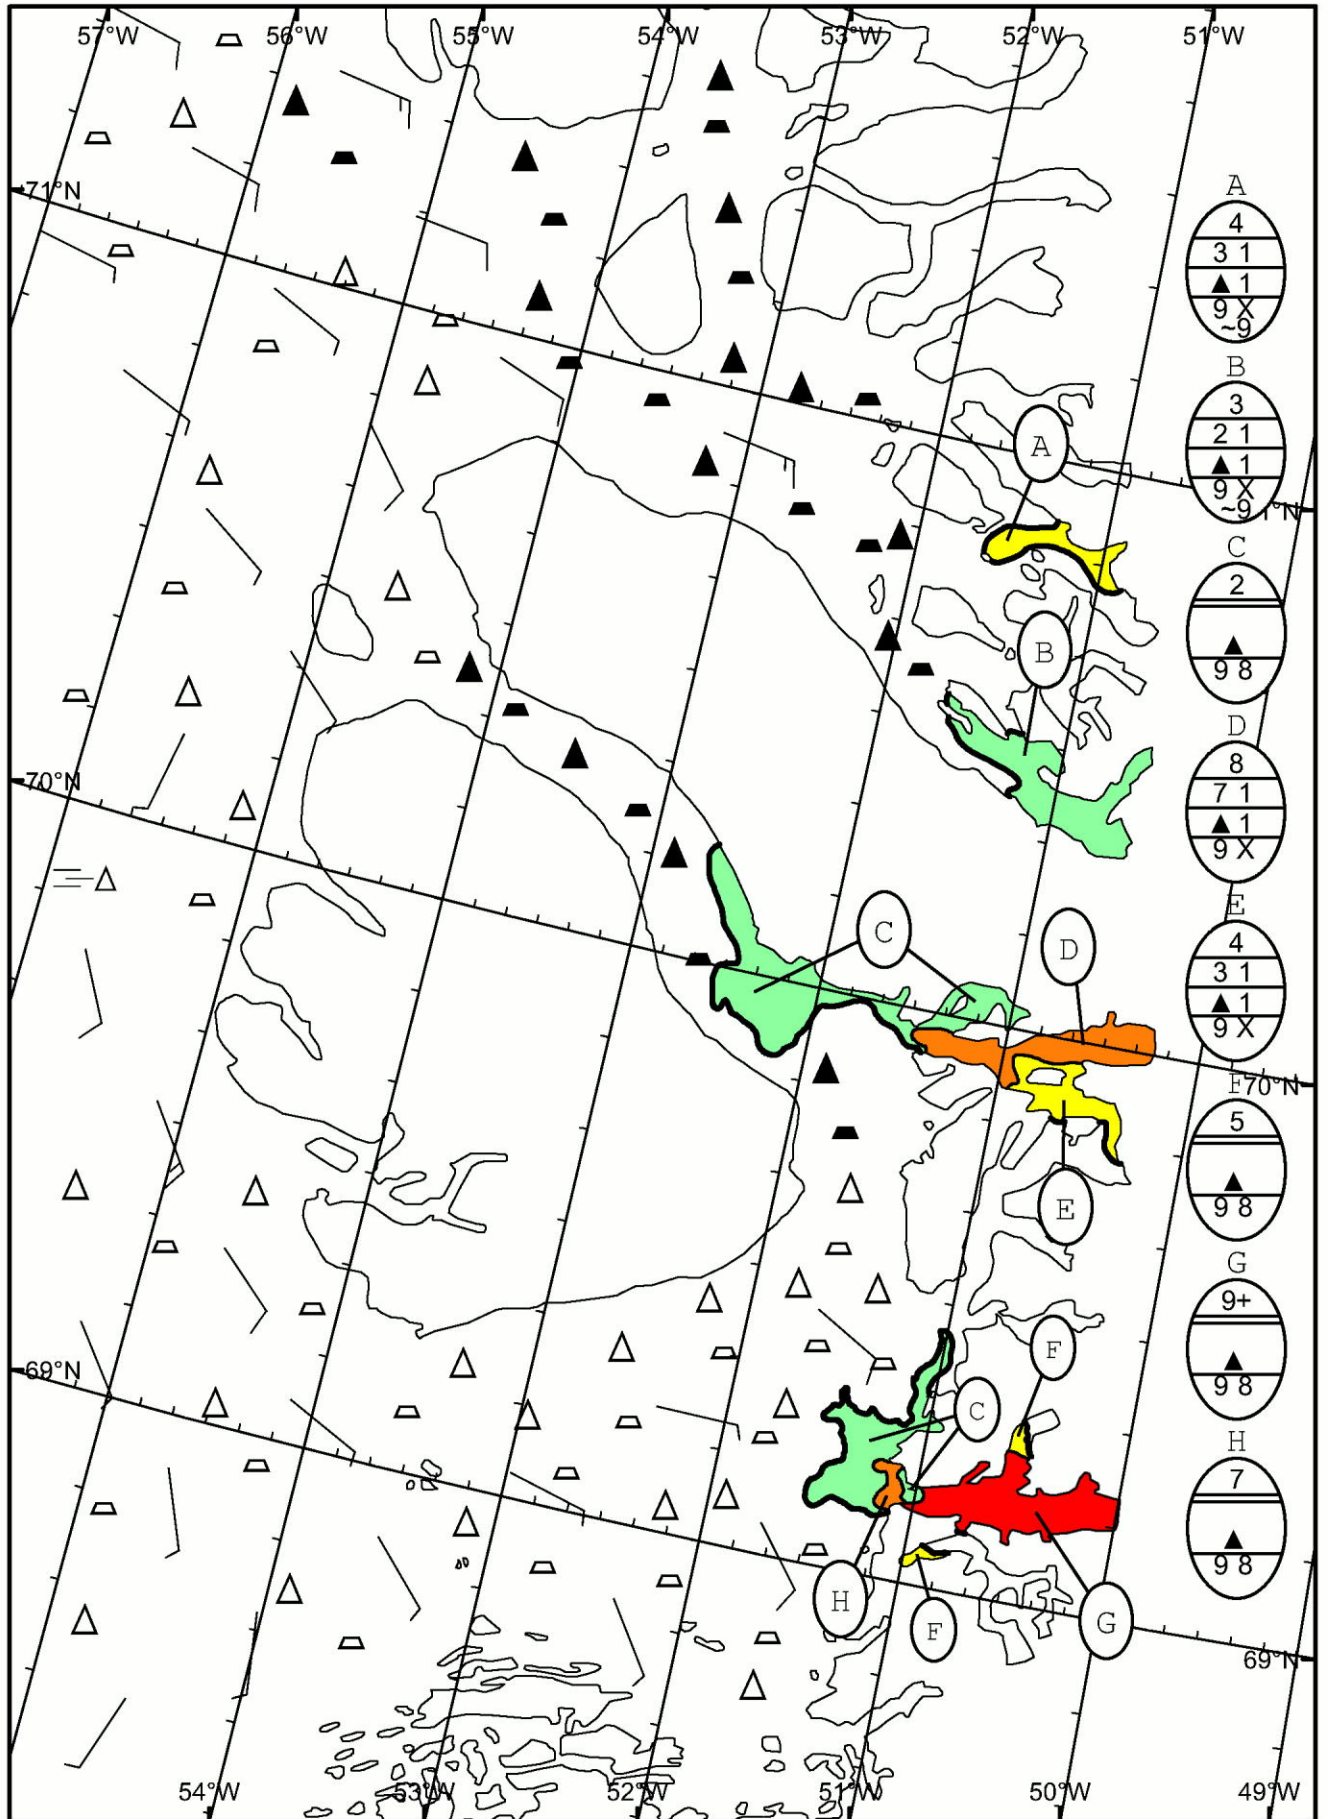 57°W 56°W 55°W 54°W 53°W 52°W 51°W
71°N
A
4
3 1
▲ 1
9 X
~9
B
3
2 1
▲ 1
9 X
~9
1°N
A
C
2
▲
9 8
B
D
8
7 1
▲ 1
9 X
70°N
E
4
3 1
▲ 1
9 X
C
D
F
70°N
5
▲
9 8
E
G
9+
▲
9 8
69°N
F
C
H
7
▲
9 8
H
F
G
69°N
54°W 53°W 52°W 51°W 50°W 49°W